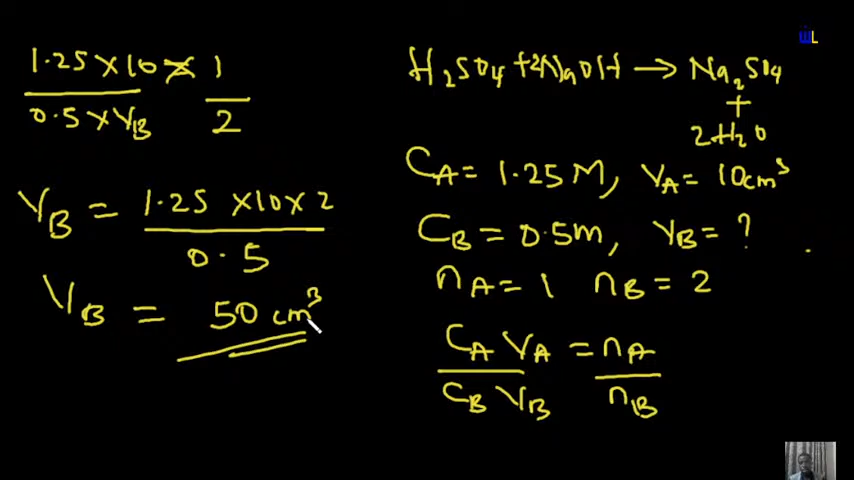 1.25 × 10 × 1
0.5 × VB 2
VB = 1.25 × 10 × 2
0.5
VB = 50 cm³
H₂SO₄ + 2NaOH → Na₂SO₄
+
2H₂O
CA = 1.25 M, VA = 10cm³
CB = 0.5m, VB = ?
nA = 1 nB = 2
CA VA = nA
CB VB nB